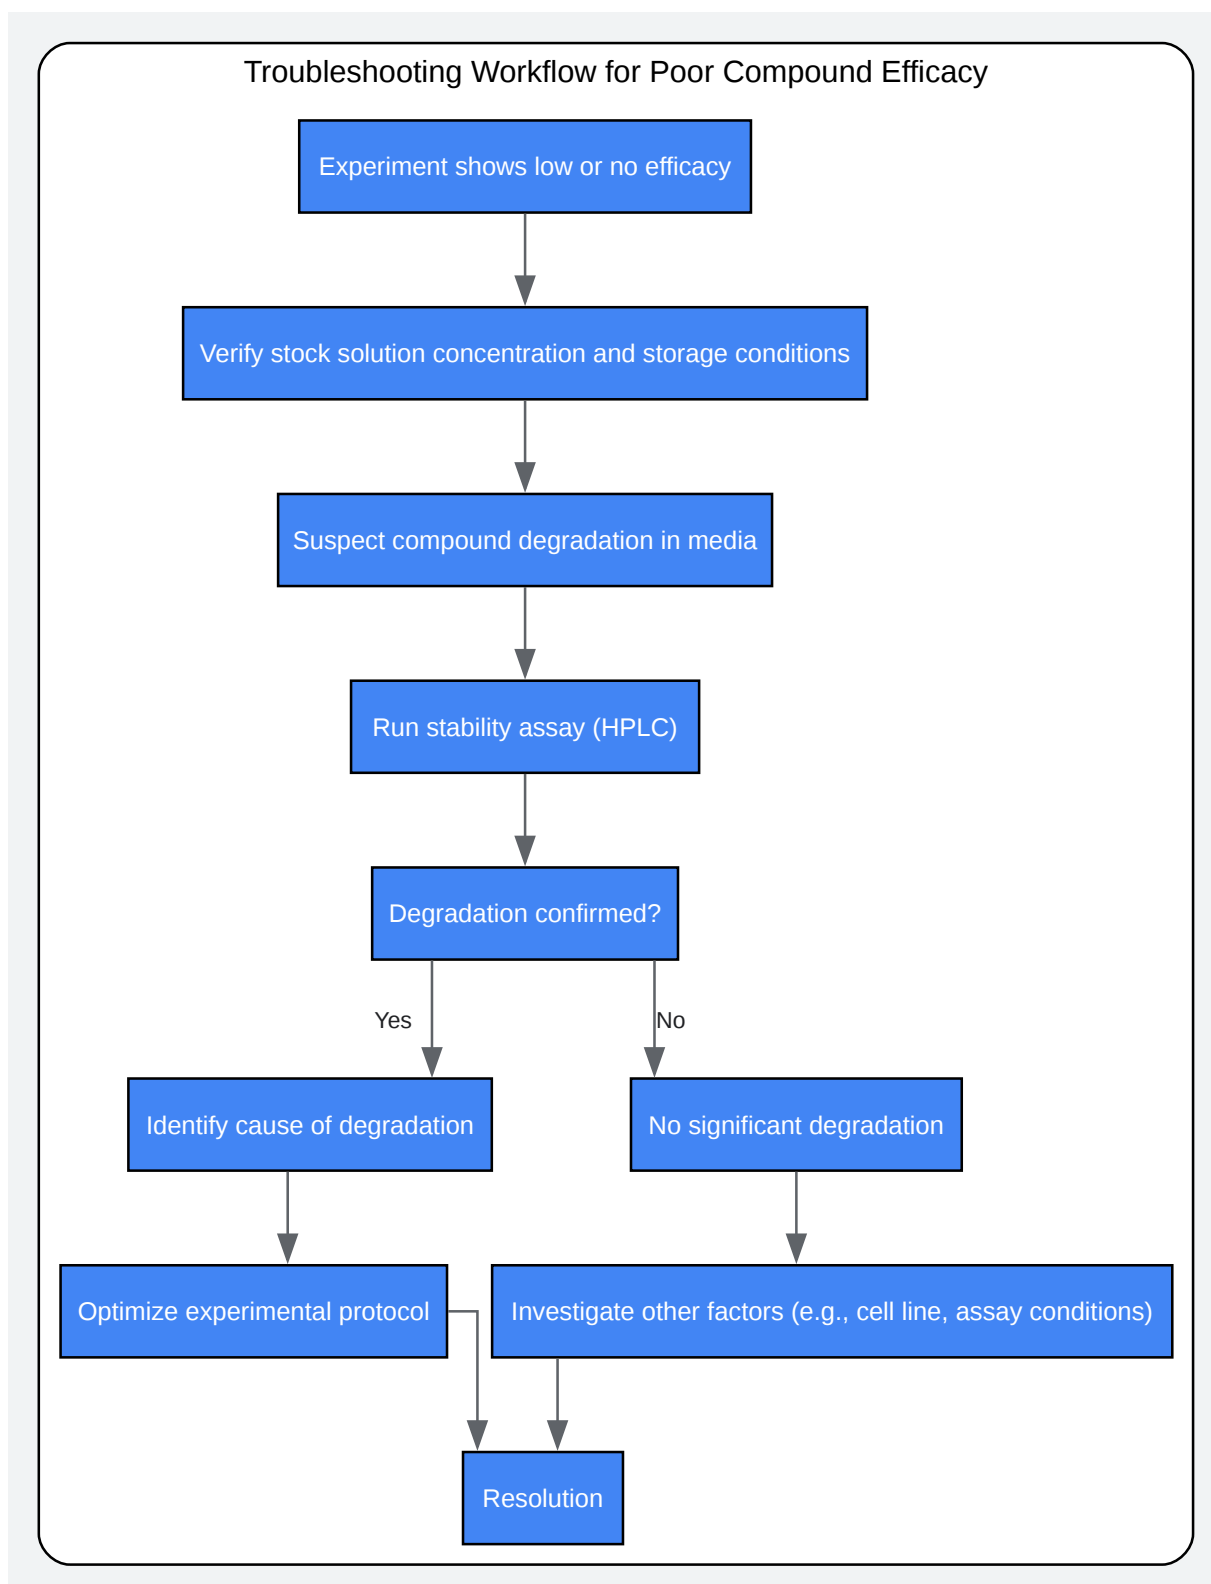 Troubleshooting Workflow for Poor Compound Efficacy
Experiment shows low or no efficacy
Verify stock solution concentration and storage conditions
Suspect compound degradation in media
Run stability assay (HPLC)
Degradation confirmed?
Yes
No
Identify cause of degradation
No significant degradation
Optimize experimental protocol
Investigate other factors (e.g., cell line, assay conditions)
Resolution